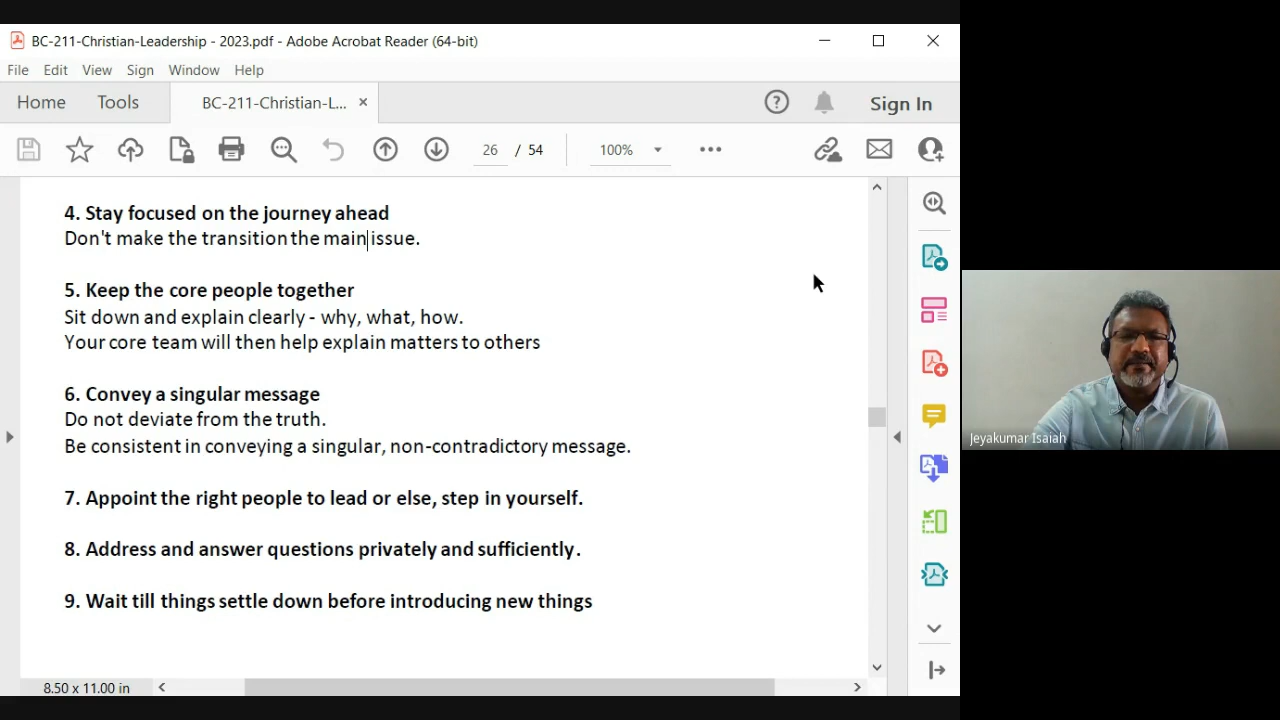 BC-211-Christian-Leadership - 2023.pdf - Adobe Acrobat Reader (64-bit)
File Edit View Sign Window Help
Home Tools BC-211-Christian-L... Sign In
26 / 54 100%
4. Stay focused on the journey ahead
Don't make the transition the main issue.
5. Keep the core people together
Sit down and explain clearly - why, what, how.
Your core team will then help explain matters to others
6. Convey a singular message
Do not deviate from the truth.
Be consistent in conveying a singular, non-contradictory message.
7. Appoint the right people to lead or else, step in yourself.
8. Address and answer questions privately and sufficiently.
9. Wait till things settle down before introducing new things
8.50 x 11.00 in
Jeyakumar Isaiah